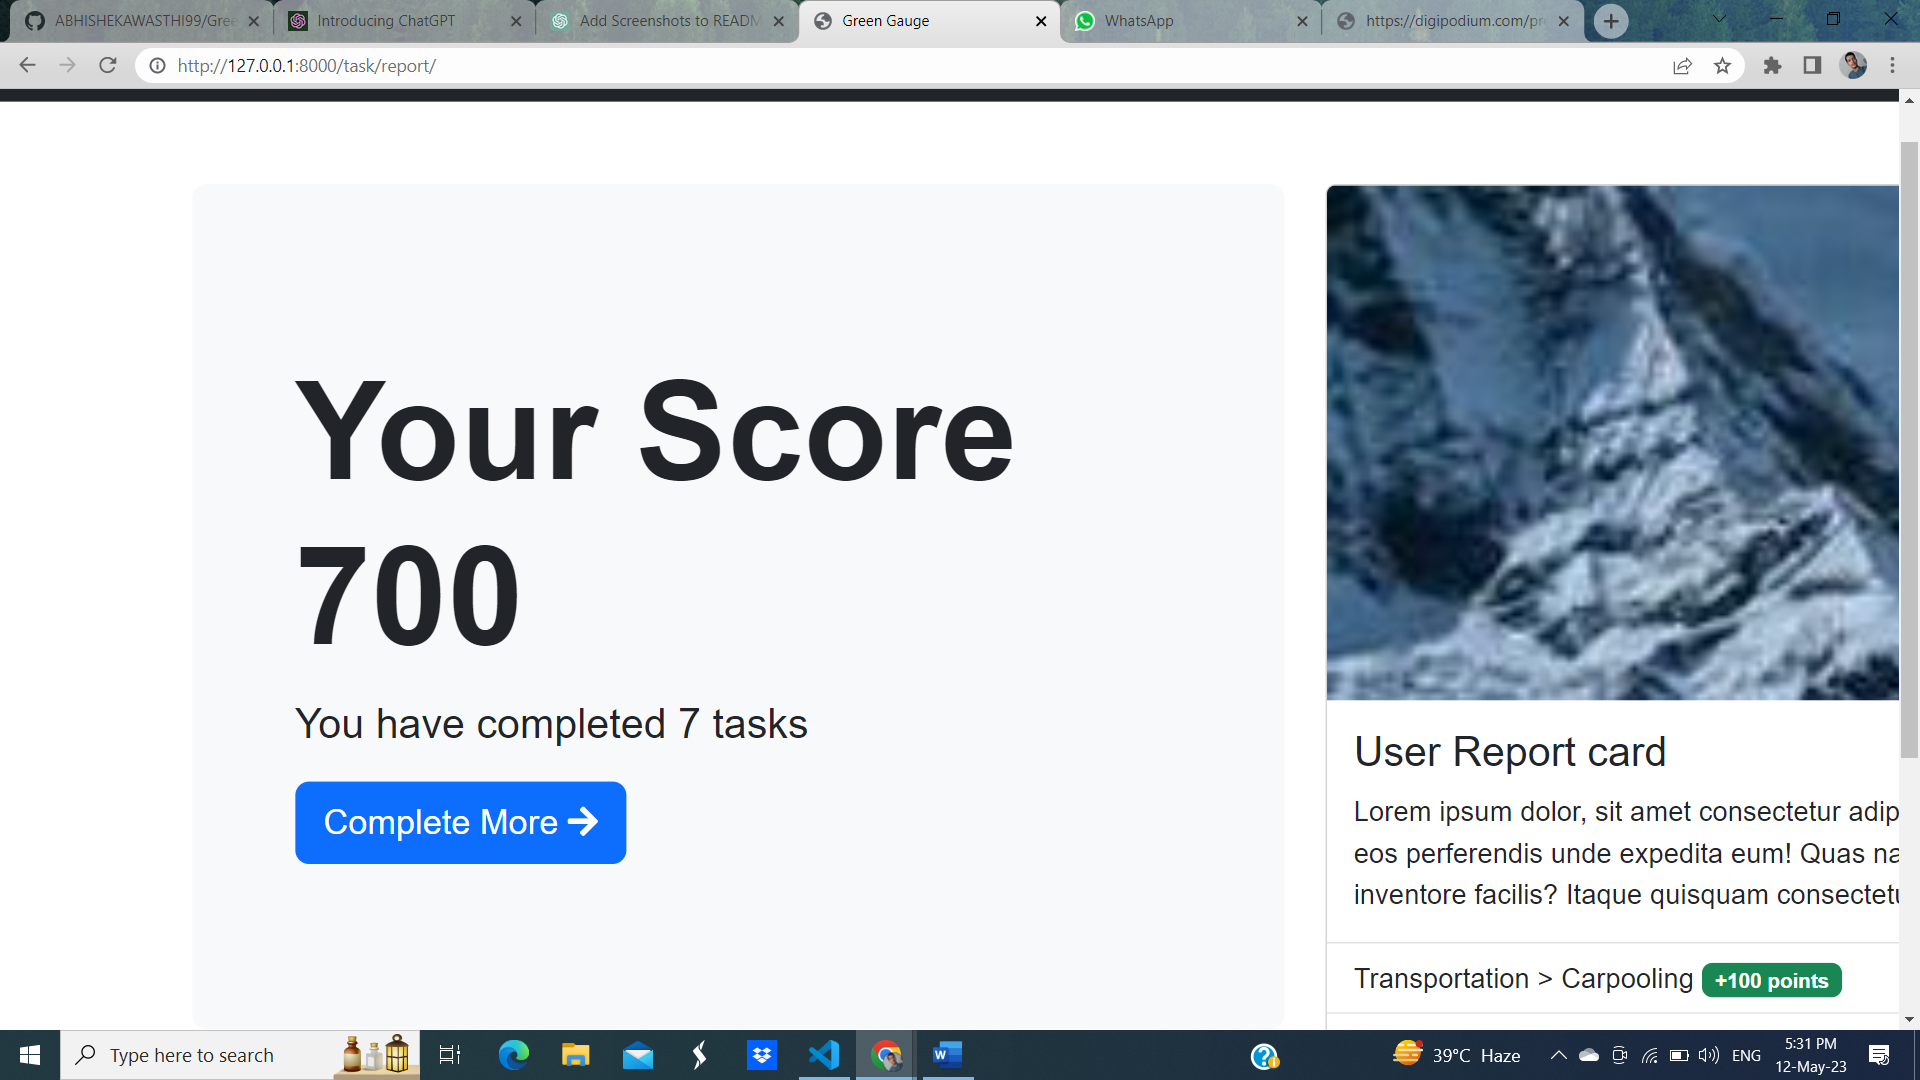 ABHISHEKAWASTHI99/Gree
Introducing ChatGPT
Add Screenshots to README
Green Gauge
WhatsApp
https://digipodium.com/pr
http://127.0.0.1:8000/task/report/
Your Score
700
You have completed 7 tasks
Complete More
User Report card
Lorem ipsum dolor, sit amet consectetur adip
eos perferendis unde expedita eum! Quas na
inventore facilis? Itaque quisquam consectetu
Transportation > Carpooling +100 points
Type here to search
39°C Haze
ENG
5:31 PM
12-May-23